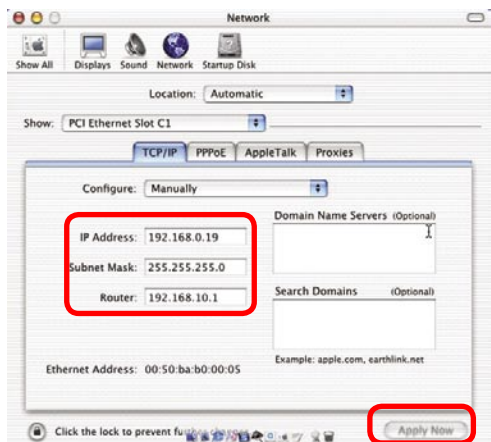 Network
Show All Displays Sound Network Startup Disk
Location: Automatic
Show: PCI Ethernet Slot C1
TCP/IP PPPoE AppleTalk Proxies
Configure: Manually
Domain Name Servers (Optional)
IP Address: 192.168.0.19
Subnet Mask: 255.255.255.0
Router: 192.168.10.1
Search Domains (Optional)
Example: apple.com, earthlink.net
Ethernet Address: 00:50:ba:b0:00:05
Click the lock to prevent
Apply Now